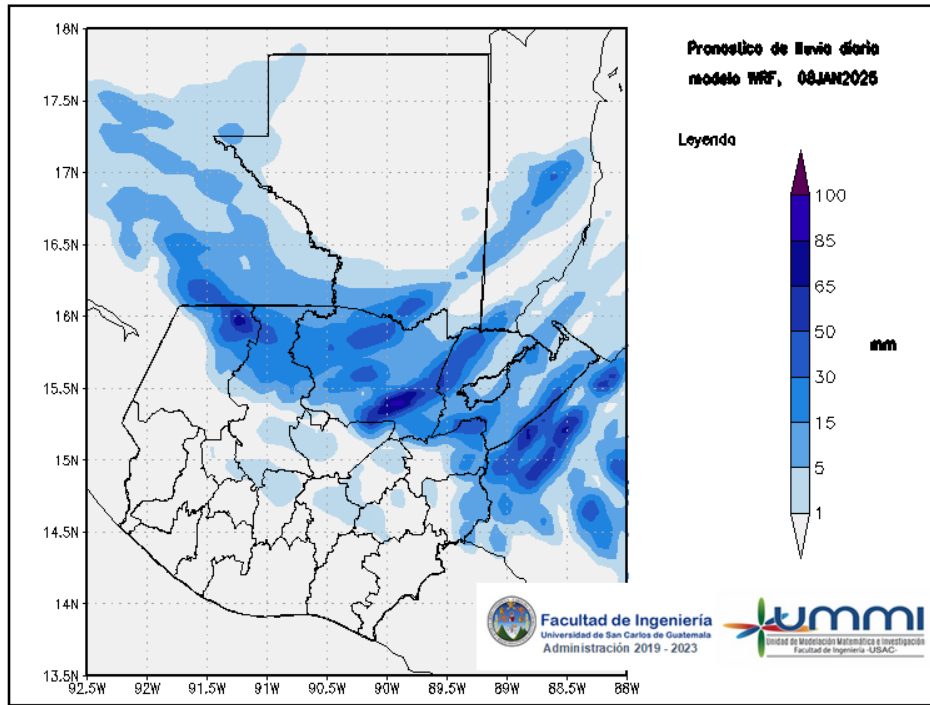 Pronostico de lluvia diaria
modelo WRF, 08JAN2025
Leyenda
100
85
65
50
30
15
5
1
mm
18N
17.5N
17N
16.5N
16N
15.5N
15N
14.5N
14N
13.5N
92.5W
92W
91.5W
91W
90.5W
90W
89.5W
89W
88.5W
88W
Facultad de Ingeniería
Universidad de San Carlos de Guatemala
Administración 2019 - 2023
UMMI
Unidad de Modelación Matemática e Investigación
Facultad de Ingeniería -USAC-